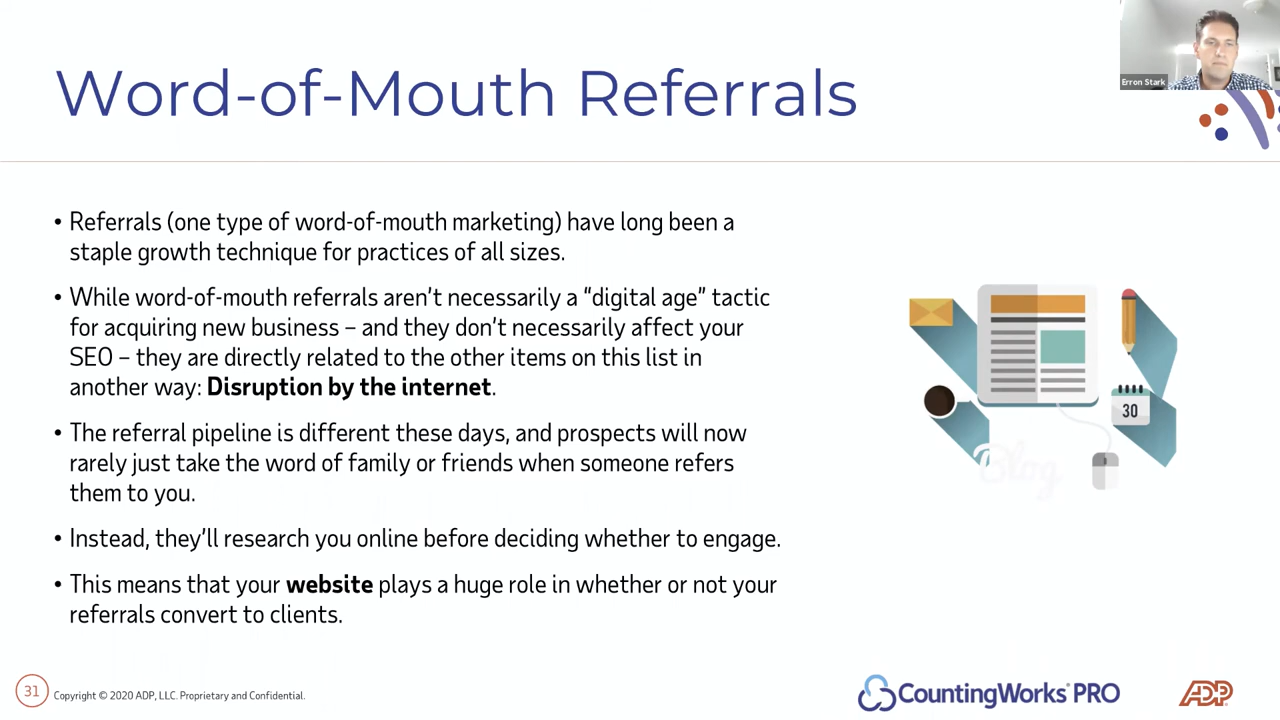 Erron Stark
Word-of-Mouth Referrals
• Referrals (one type of word-of-mouth marketing) have long been a
staple growth technique for practices of all sizes.
• While word-of-mouth referrals aren’t necessarily a “digital age” tactic
for acquiring new business – and they don’t necessarily affect your
SEO – they are directly related to the other items on this list in
another way: Disruption by the internet.
• The referral pipeline is different these days, and prospects will now
rarely just take the word of family or friends when someone refers
them to you.
• Instead, they’ll research you online before deciding whether to engage.
• This means that your website plays a huge role in whether or not your
referrals convert to clients.
30
Blog
31
Copyright © 2020 ADP, LLC. Proprietary and Confidential.
CountingWorks® PRO
ADP